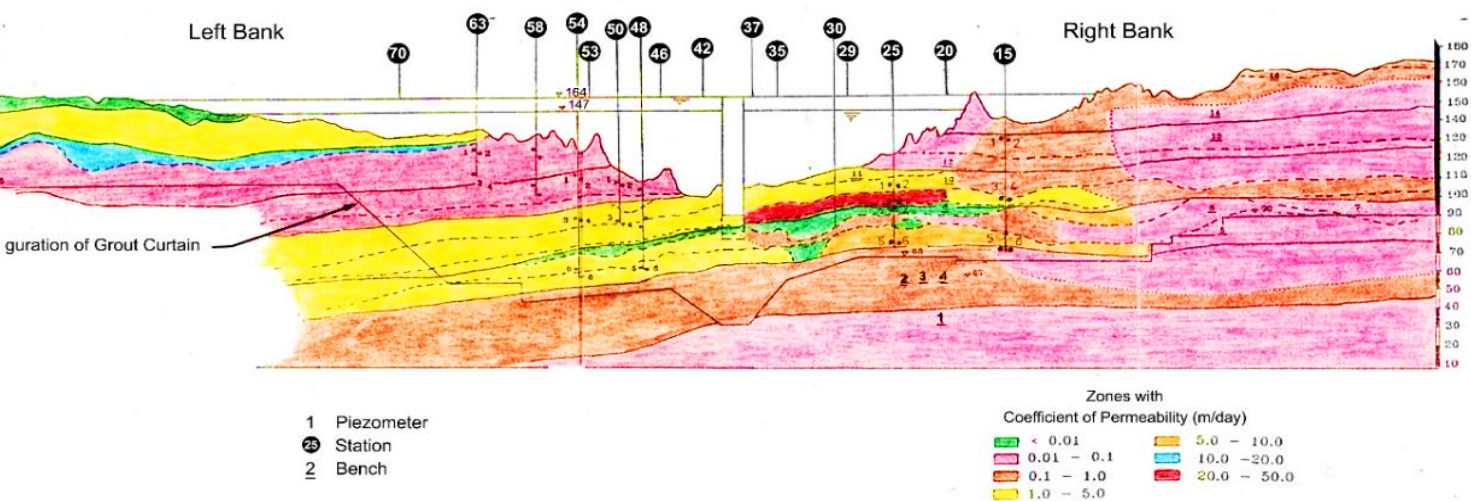 Left Bank
Right Bank
63
58
54
53
50
48
46
42
70
37
35
30
29
25
20
15
164
147
180
170
160
150
140
130
120
110
100
90
80
70
60
50
40
30
20
10
guration of Grout Curtain
2 3 4
1
1 Piezometer
25 Station
2 Bench
Zones with
Coefficient of Permeability (m/day)
< 0.01
0.01 - 0.1
0.1 - 1.0
1.0 - 5.0
5.0 - 10.0
10.0 -20.0
20.0 - 50.0